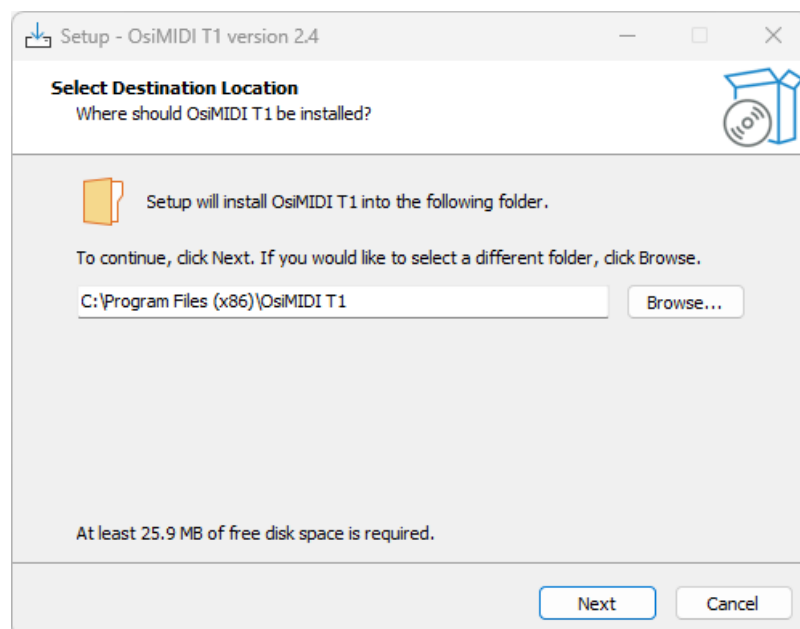 Setup - OsiMIDI T1 version 2.4
Select Destination Location
Where should OsiMIDI T1 be installed?
Setup will install OsiMIDI T1 into the following folder.
To continue, click Next. If you would like to select a different folder, click Browse.
C:\Program Files (x86)\OsiMIDI T1
Browse...
At least 25.9 MB of free disk space is required.
Next
Cancel